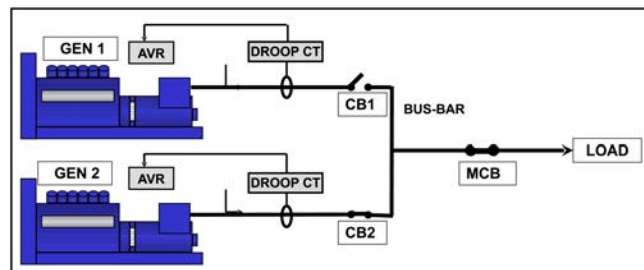 GEN 1
AVR
DROOP CT
CB1
BUS-BAR
GEN 2
AVR
DROOP CT
CB2
MCB
LOAD